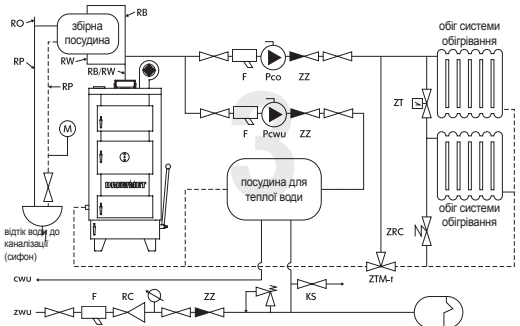 RO
RB
збірна
посудина
RW
RP
RB/RW
RP
M
F
Pco
ZZ
F
Pcwu
ZZ
3
обіг системи
обігрівання
ZT
обіг системи
обігрівання
посудина для
теплої води
ZRC
ZTM-f
відтік води до
каналізації
(сифон)
cwu
zwu
F
RC
ZZ
KS